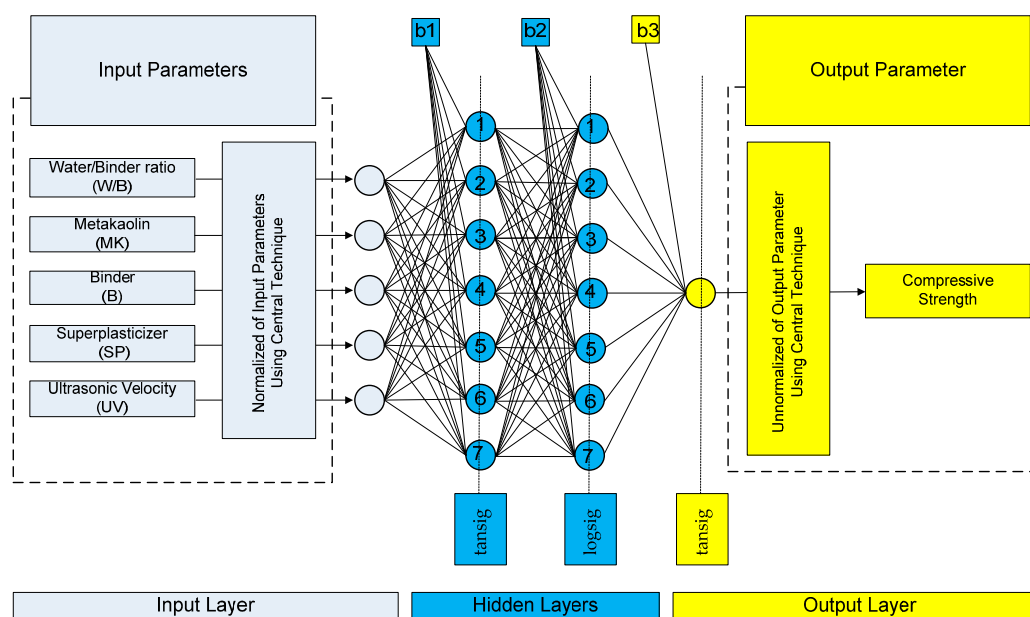 b1
b2
b3
Input Parameters
Output Parameter
Water/Binder ratio
(W/B)
Metakaolin
(MK)
Binder
(B)
Superplasticizer
(SP)
Ultrasonic Velocity
(UV)
Normalized of Input Parameters
Using Central Technique
1
2
3
4
5
6
7
1
2
3
4
5
6
7
Unnormalized of Output Parameter
Using Central Technique
Compressive
Strength
tansig
logsig
tansig
Input Layer
Hidden Layers
Output Layer